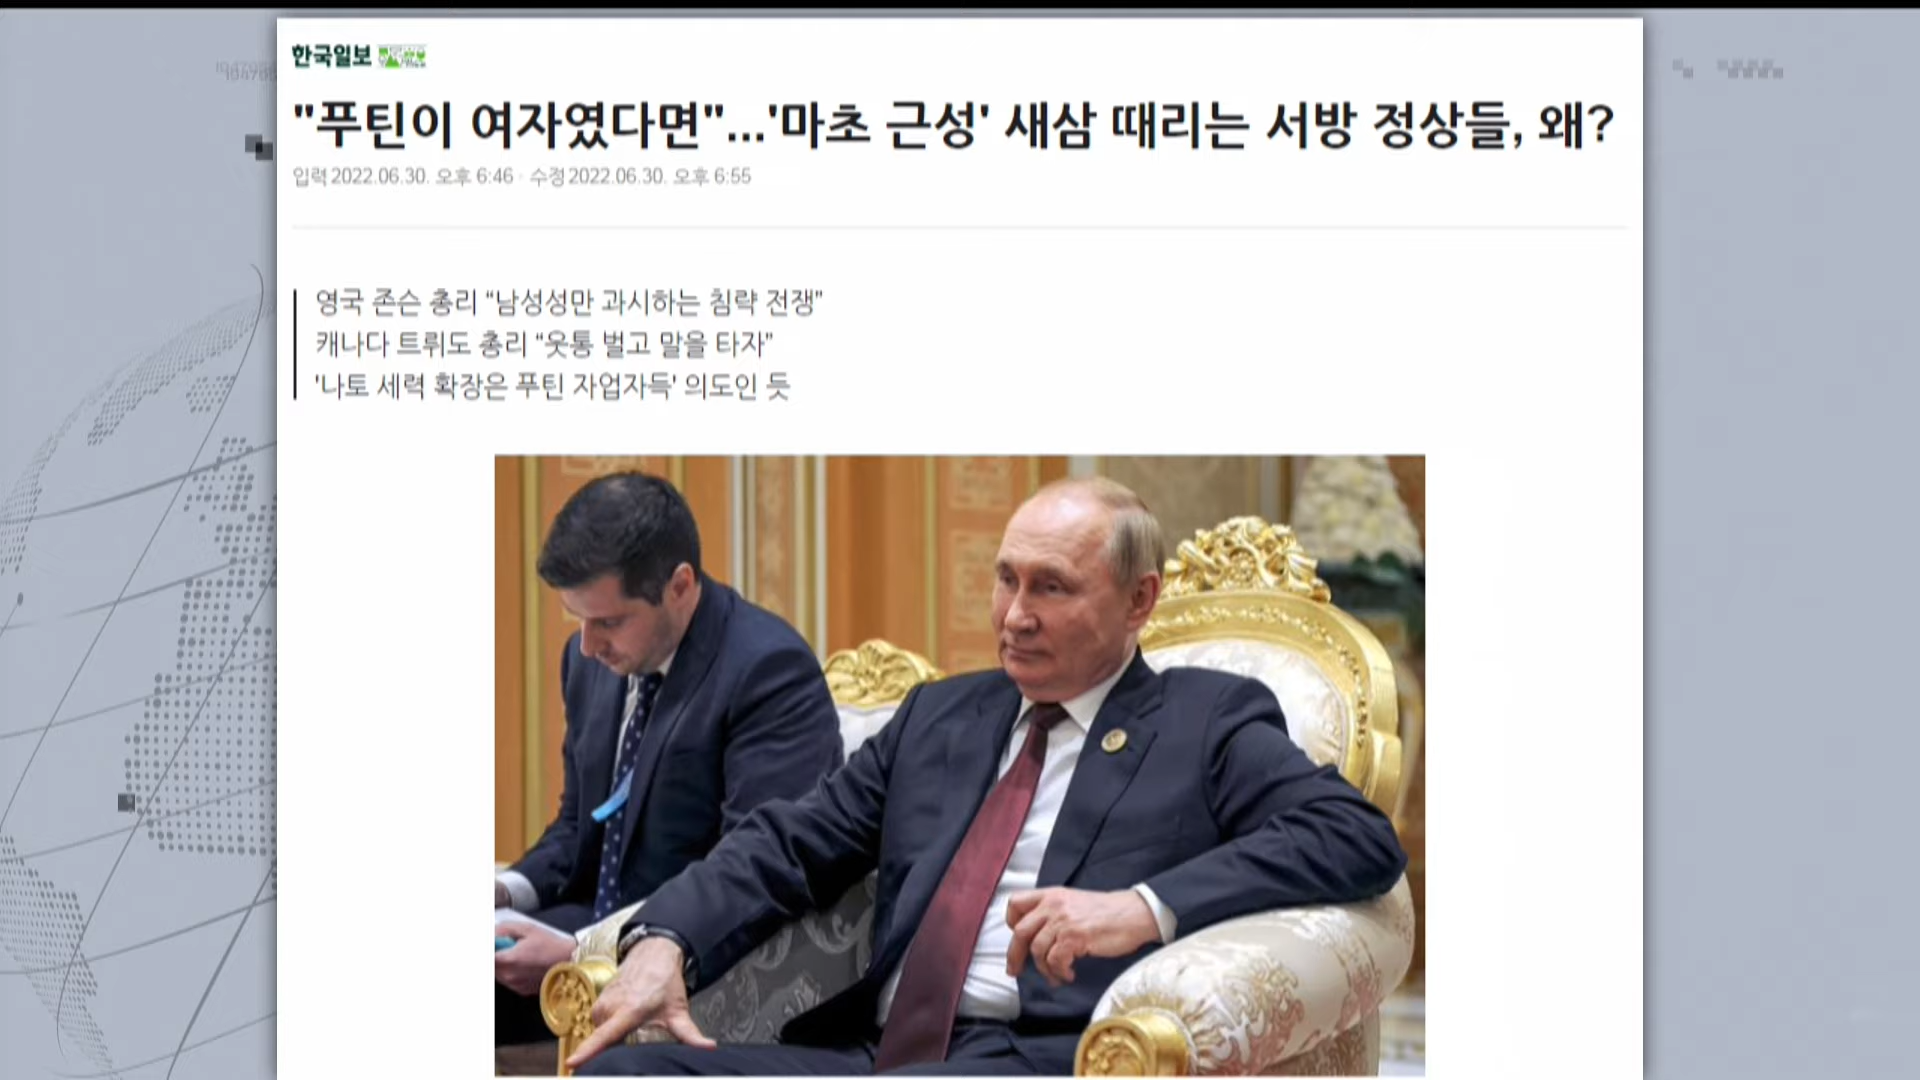 한국일보
"푸틴이 여자였다면"...'마초 근성' 새삼 때리는 서방 정상들, 왜?
입력 2022.06.30. 오후 6:46 · 수정 2022.06.30. 오후 6:55
영국 존슨 총리 “남성성만 과시하는 침략 전쟁”
캐나다 트뤼도 총리 “웃통 벌고 말을 타자”
'나토 세력 확장은 푸틴 자업자득' 의도인 듯